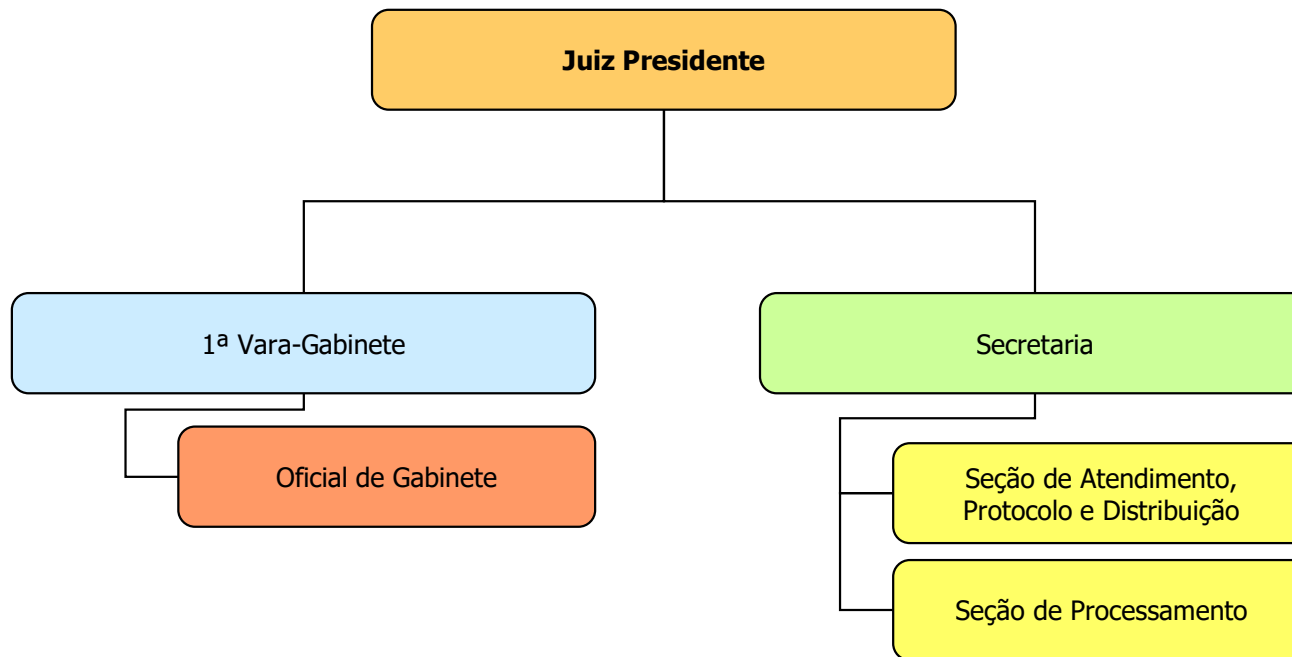 Juiz Presidente
1ª Vara-Gabinete
Secretaria
Oficial de Gabinete
Seção de Atendimento,
Protocolo e Distribuição
Seção de Processamento